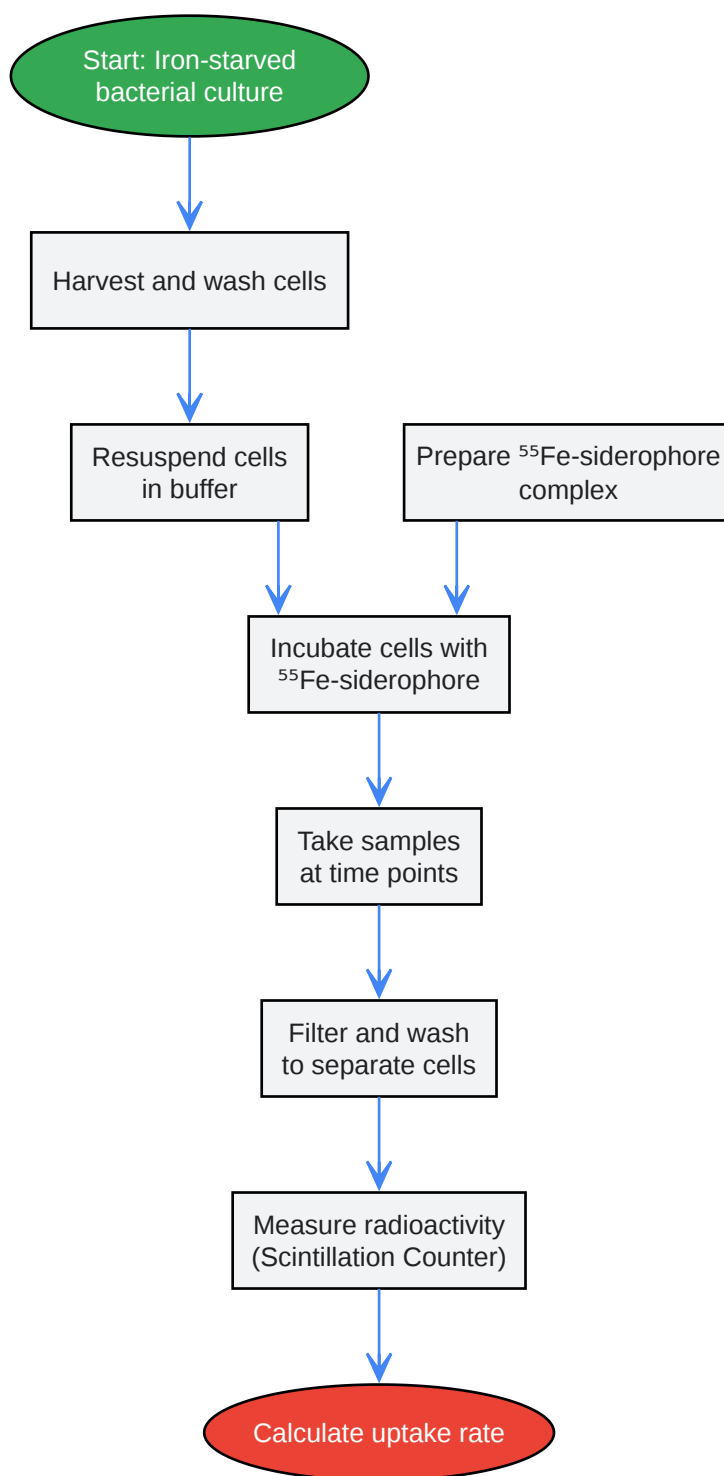 Start: Iron-starved
bacterial culture
Harvest and wash cells
Resuspend cells
in buffer
Prepare ⁵⁵Fe-siderophore
complex
Incubate cells with
⁵⁵Fe-siderophore
Take samples
at time points
Filter and wash
to separate cells
Measure radioactivity
(Scintillation Counter)
Calculate uptake rate